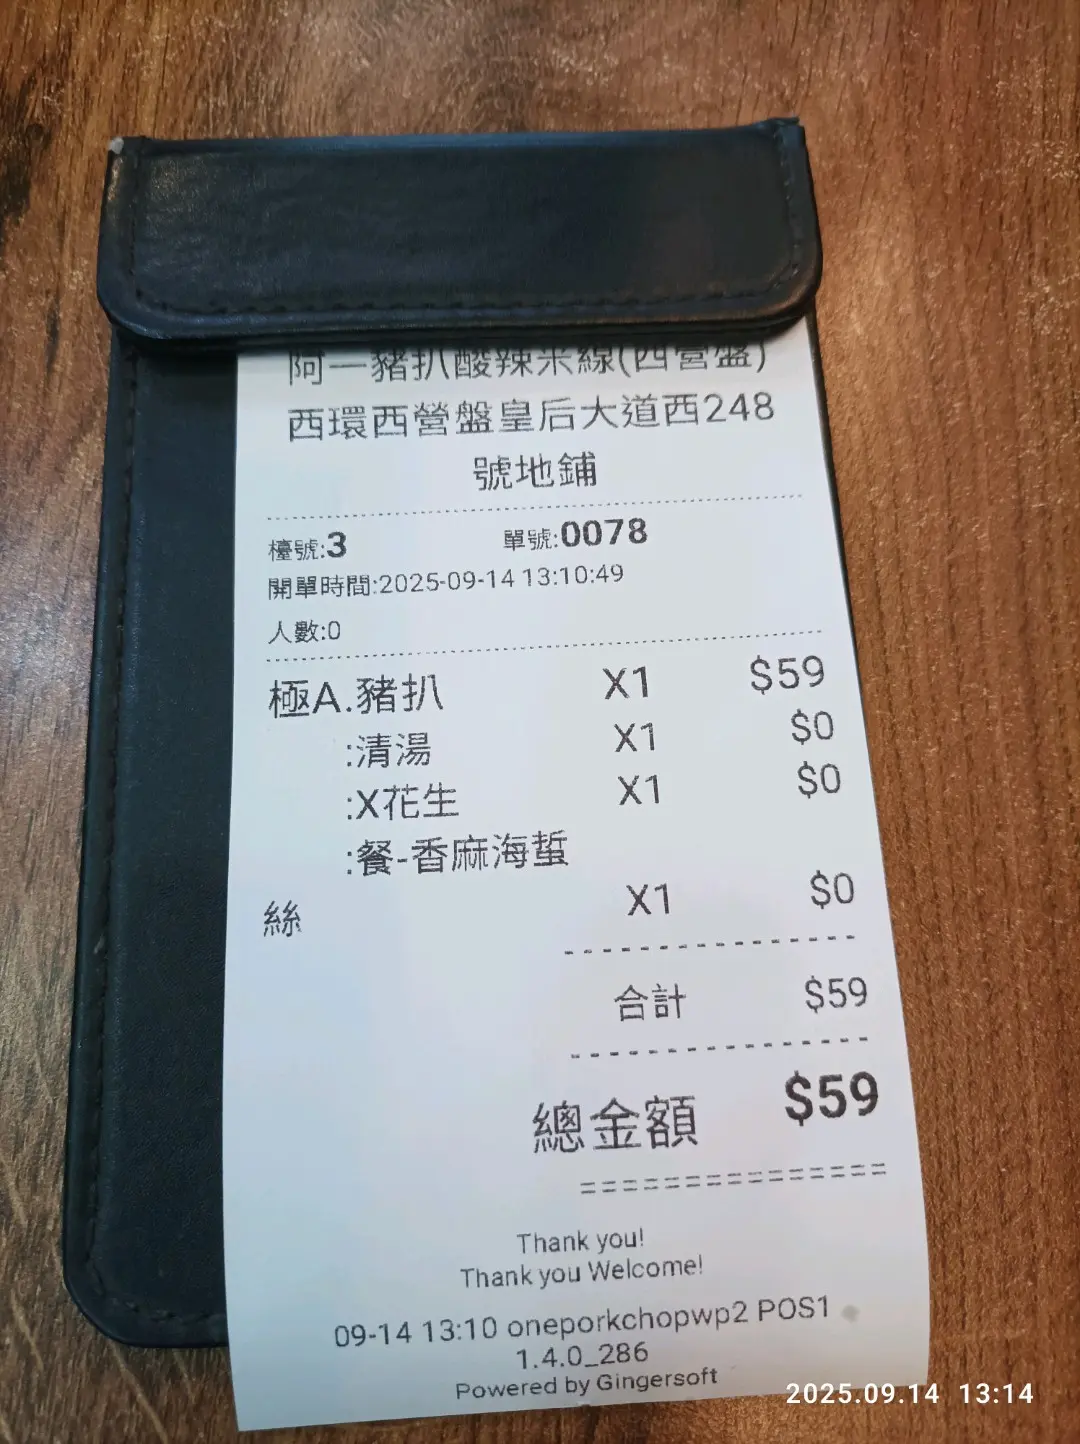 阿一豬扒酸辣米線(西營盤)
西環西營盤皇后大道西248
號地鋪
檯號:3 單號:0078
開單時間:2025-09-14 13:10:49
人數:0
極A.豬扒 X1 $59
:清湯 X1 $0
:X花生 X1 $0
:餐-香麻海蜇
絲 X1 $0
合計 $59
總金額 $59
Thank you!
Thank you Welcome!
09-14 13:10 oneporkchopwp2 POS1
1.4.0_286
Powered by Gingersoft
2025.09.14 13:14